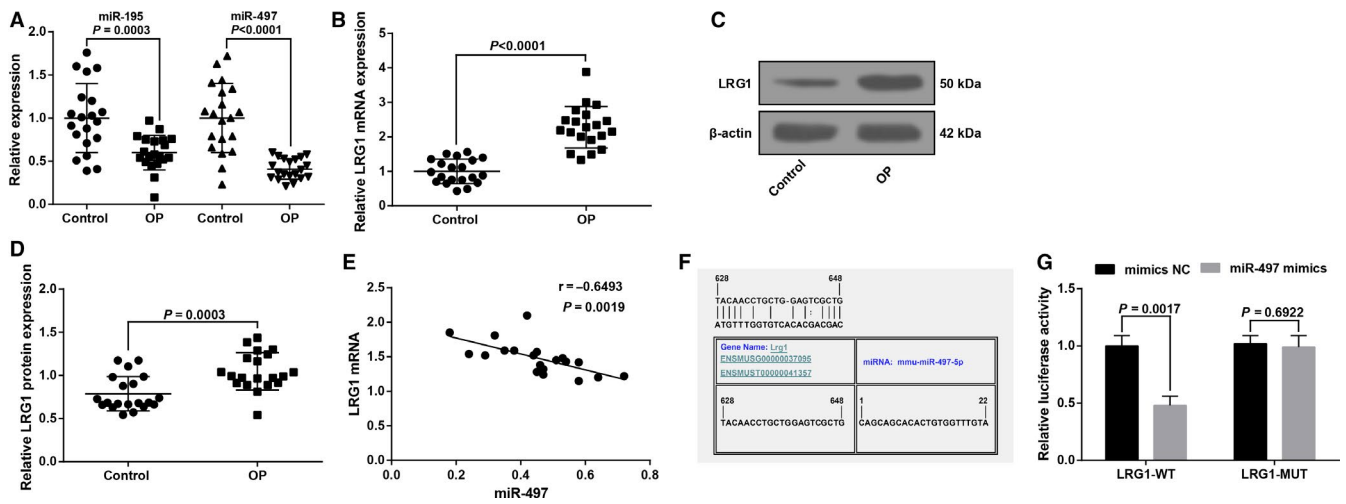 A
miR-195
P = 0.0003
miR-497
P<0.0001
Relative expression
2.0
1.5
1.0
0.5
0.0
Control
OP
Control
OP
B
P<0.0001
Relative LRG1 mRNA expression
5
4
3
2
1
0
Control
OP
C
LRG1
50 kDa
β-actin
42 kDa
Control
OP
D
P = 0.0003
Relative LRG1 protein expression
2.0
1.5
1.0
0.5
0.0
Control
OP
E
r = –0.6493
P = 0.0019
LRG1 mRNA
2.5
2.0
1.5
1.0
0.5
0.0
0.0
0.2
0.4
0.6
0.8
miR-497
F
628 648
TACAACCTGCTG-GAGTCGCTG
ATGTTTGGTGTCACACGACGAC
Gene Name: Lrg1
ENSMUSG00000037095
ENSMUST00000041357
miRNA: mmu-miR-497-5p
628 648
TACAACCTGCTGGAGTCGCTG
1 22
CAGCAGCACACTGTGGTTTGTA
G
mimics NC
miR-497 mimics
P = 0.0017
P = 0.6922
Relative luciferase activity
1.5
1.0
0.5
0.0
LRG1-WT
LRG1-MUT